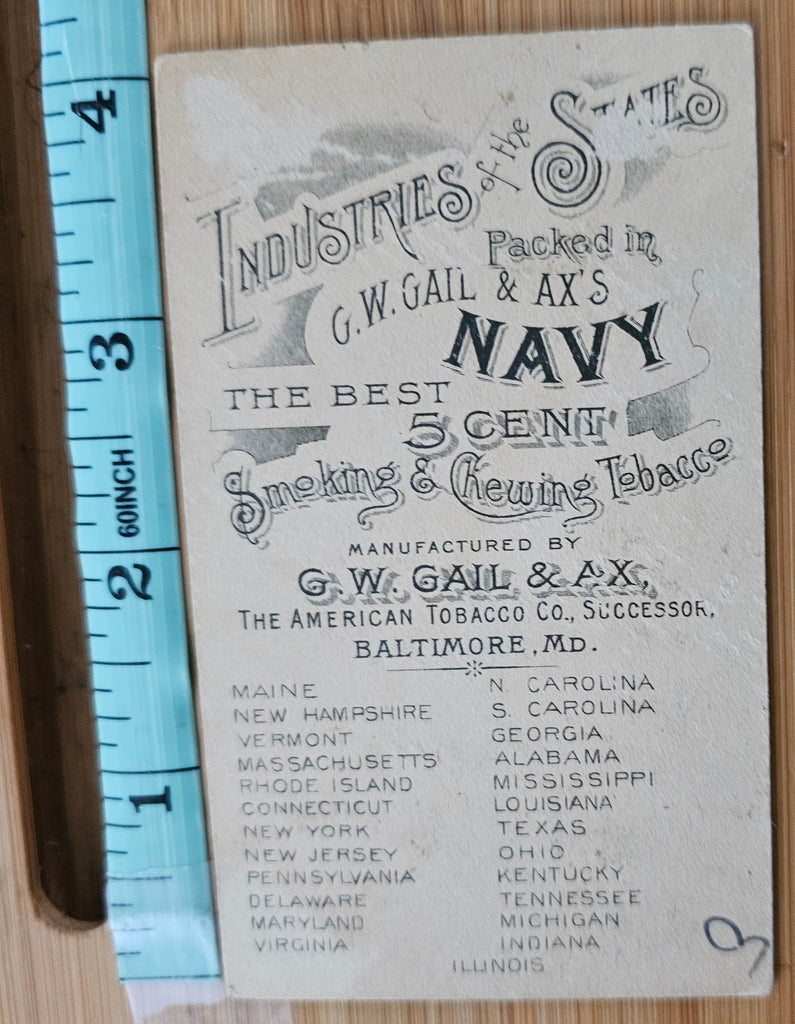 INDUSTRIES of the STATES
Packed in
G. W. GAIL & AX'S
NAVY
THE BEST
5 CENT
Smoking & Chewing Tobacco
MANUFACTURED BY
G. W. GAIL & AX,
THE AMERICAN TOBACCO CO., SUCCESSOR,
BALTIMORE, MD.
MAINE
NEW HAMPSHIRE
VERMONT
MASSACHUSETTS
RHODE ISLAND
CONNECTICUT
NEW YORK
NEW JERSEY
PENNSYLVANIA
DELAWARE
MARYLAND
VIRGINIA
N. CAROLINA
S. CAROLINA
GEORGIA
ALABAMA
MISSISSIPPI
LOUISIANA
TEXAS
OHIO
KENTUCKY
TENNESSEE
MICHIGAN
INDIANA
ILLINOIS
4
3
60INCH
2
1